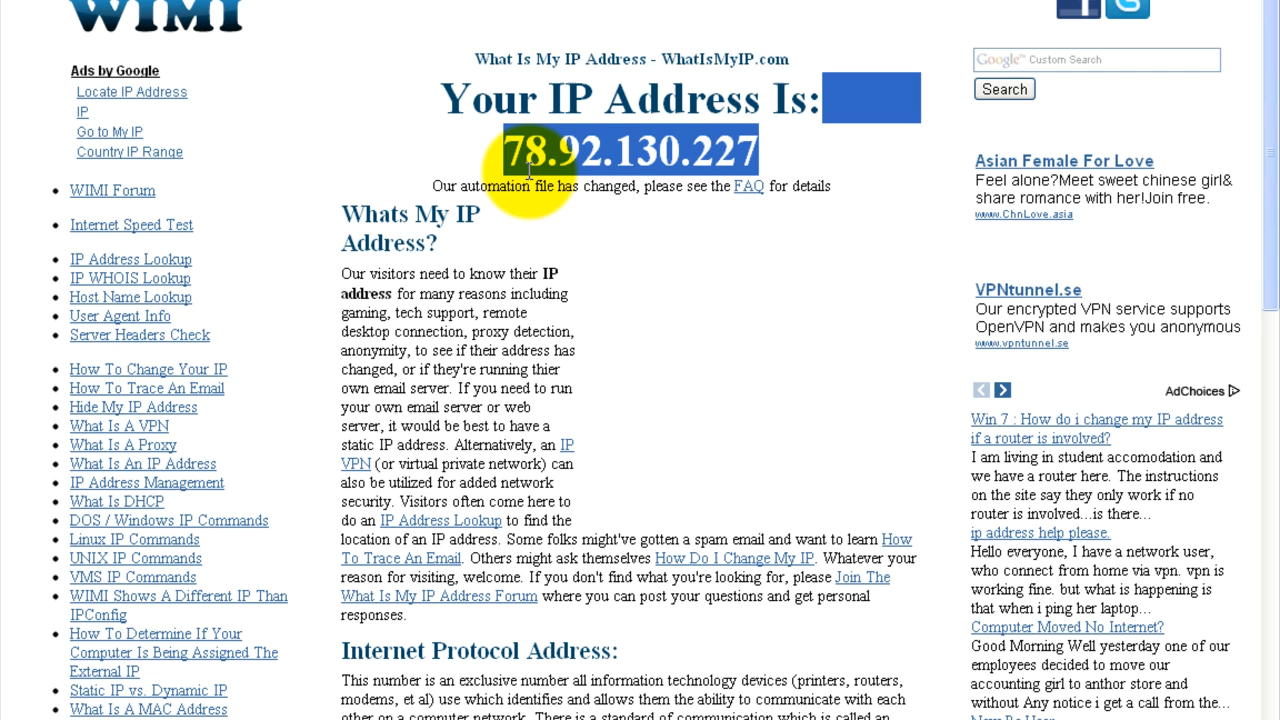 WIMI
Ads by Google
Locate IP Address
IP
Go to My IP
Country IP Range
WIMI Forum
Internet Speed Test
IP Address Lookup
IP WHOIS Lookup
Host Name Lookup
User Agent Info
Server Headers Check
How To Change Your IP
How To Trace An Email
Hide My IP Address
What Is A VPN
What Is A Proxy
What Is An IP Address
IP Address Management
What Is DHCP
DOS / Windows IP Commands
Linux IP Commands
UNIX IP Commands
VMS IP Commands
WIMI Shows A Different IP Than
IPConfig
How To Determine If Your
Computer Is Being Assigned The
External IP
Static IP vs. Dynamic IP
What Is A MAC Address
What Is My IP Address - WhatIsMyIP.com
Your IP Address Is:
78.92.130.227
Our automation file has changed, please see the FAQ for details
Whats My IP
Address?
Our visitors need to know their IP
address for many reasons including
gaming, tech support, remote
desktop connection, proxy detection,
anonymity, to see if their address has
changed, or if they're running thier
own email server. If you need to run
your own email server or web
server, it would be best to have a
static IP address. Alternatively, an IP
VPN (or virtual private network) can
also be utilized for added network
security. Visitors often come here to
do an IP Address Lookup to find the
location of an IP address. Some folks might've gotten a spam email and want to learn How
To Trace An Email. Others might ask themselves How Do I Change My IP. Whatever your
reason for visiting, welcome. If you don't find what you're looking for, please Join The
What Is My IP Address Forum where you can post your questions and get personal
responses.
Internet Protocol Address:
This number is an exclusive number all information technology devices (printers, routers,
modems, et al) use which identifies and allows them the ability to communicate with each
other on a computer network. There is a standard of communication which is called an
Google™ Custom Search
Search
Asian Female For Love
Feel alone?Meet sweet chinese girl&
share romance with her!Join free.
www.ChnLove.asia
VPNtunnel.se
Our encrypted VPN service supports
OpenVPN and makes you anonymous
www.vpntunnel.se
AdChoices
Win 7 : How do i change my IP address
if a router is involved?
I am living in student accomodation and
we have a router here. The instructions
on the site say they only work if no
router is involved...is there...
ip address help please.
Hello everyone, I have a network user,
who connect from home via vpn. vpn is
working fine. but what is happening is
that when i ping her laptop...
Computer Moved No Internet?
Good Morning Well yesterday one of our
employees decided to move our
accounting girl to anthor store and
without Any notice i get a call from the...